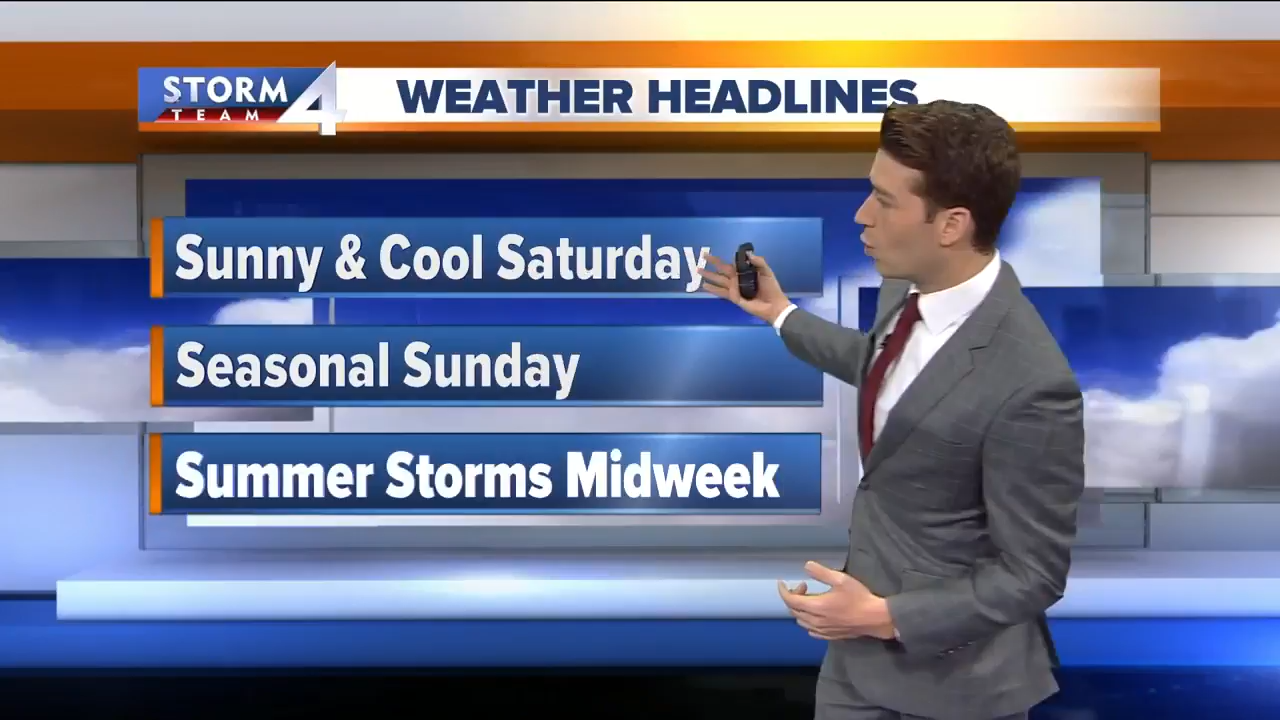 STORM
TEAM
4
WEATHER HEADLINES
Sunny & Cool Saturday
Seasonal Sunday
Summer Storms Midweek